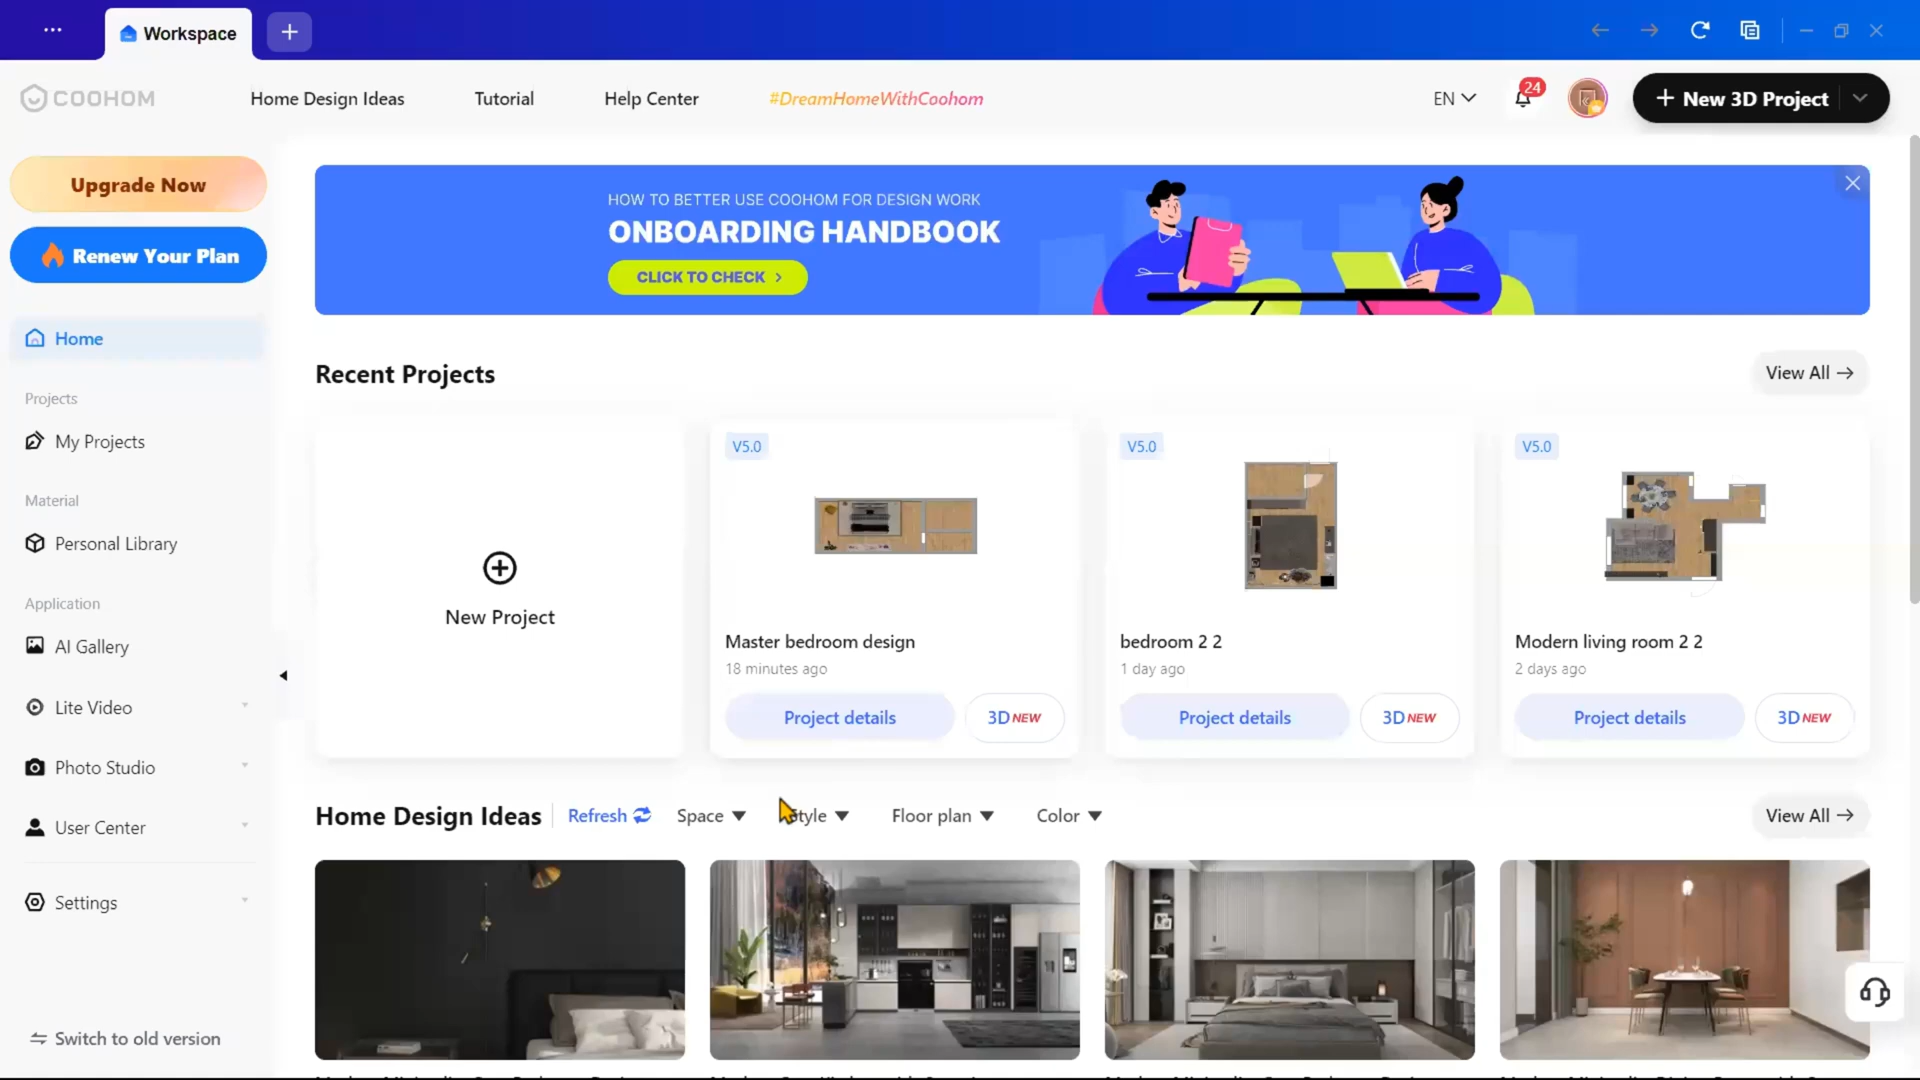 Workspace
COOHOM
Home Design Ideas
Tutorial
Help Center
#DreamHomeWithCoohom
EN
24
New 3D Project
Upgrade Now
Renew Your Plan
Home
Projects
My Projects
Material
Personal Library
Application
AI Gallery
Lite Video
Photo Studio
User Center
Settings
Switch to old version
HOW TO BETTER USE COOHOM FOR DESIGN WORK
ONBOARDING HANDBOOK
CLICK TO CHECK >
Recent Projects
View All
New Project
V5.0
Master bedroom design
18 minutes ago
Project details
3D NEW
V5.0
bedroom 2 2
1 day ago
Project details
3D NEW
V5.0
Modern living room 2 2
2 days ago
Project details
3D NEW
Home Design Ideas
Refresh
Space
Style
Floor plan
Color
View All